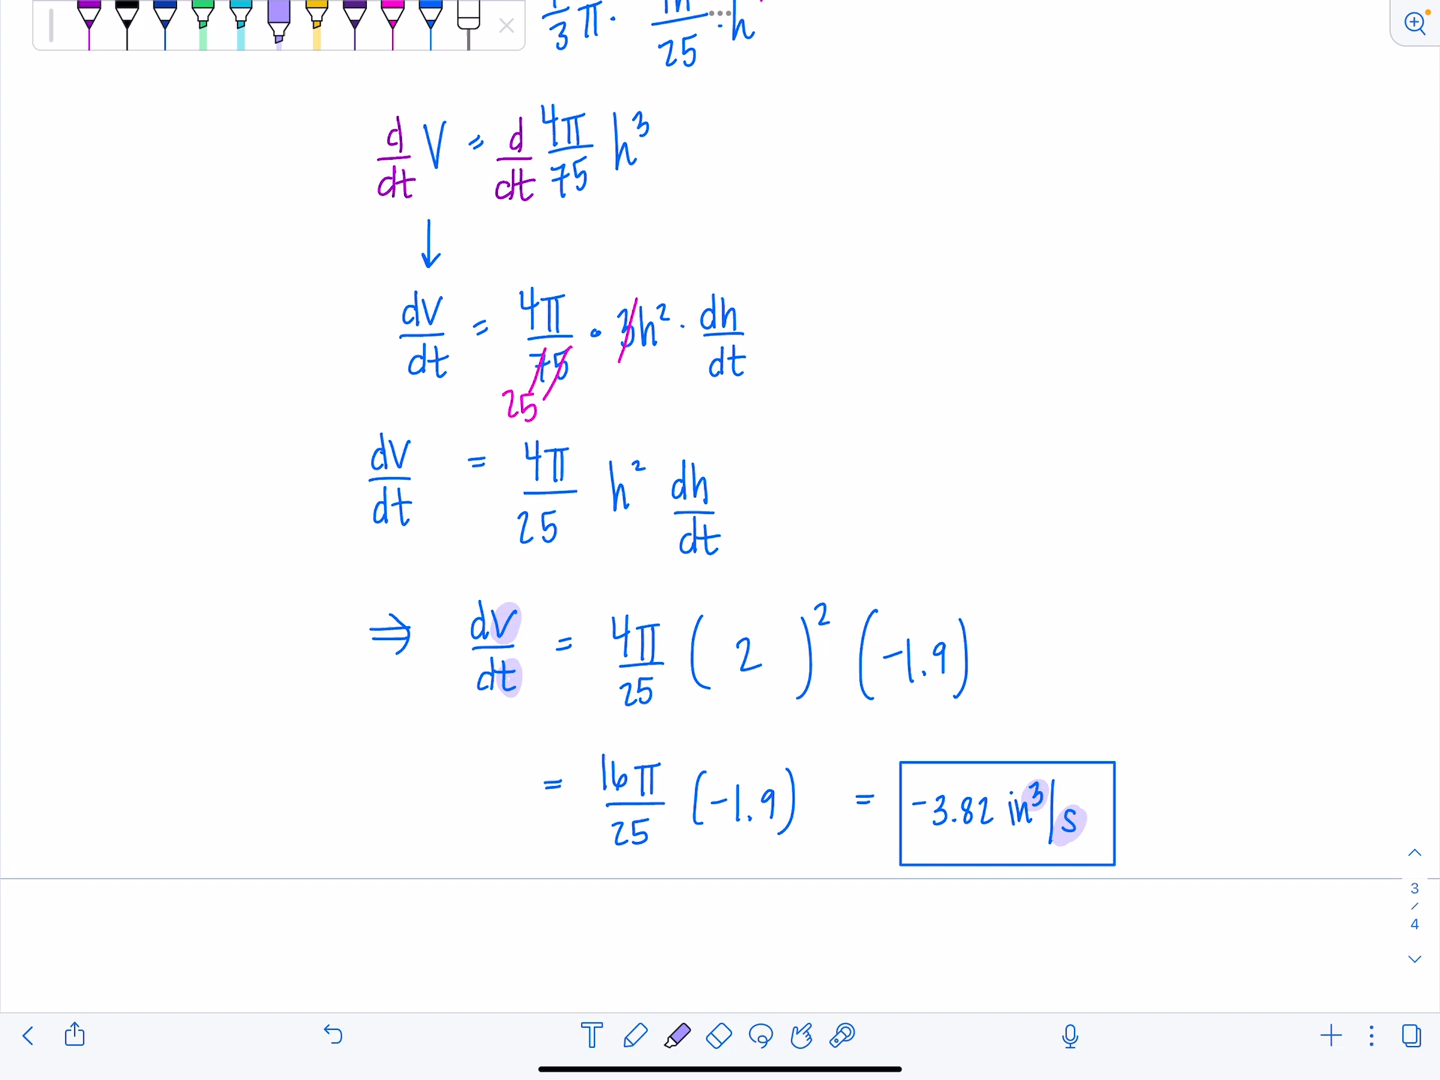 1/3 π · 4h²/25 · h
d/dt V = d/dt 4π/75 h³
↓
dV/dt = 4π/75 · 3h² · dh/dt
25
dV/dt = 4π/25 h² dh/dt
⇒ dV/dt = 4π/25 ( 2 )² (-1.9)
= 16π/25 (-1.9) = -3.82 in³/s
3
/
4
T